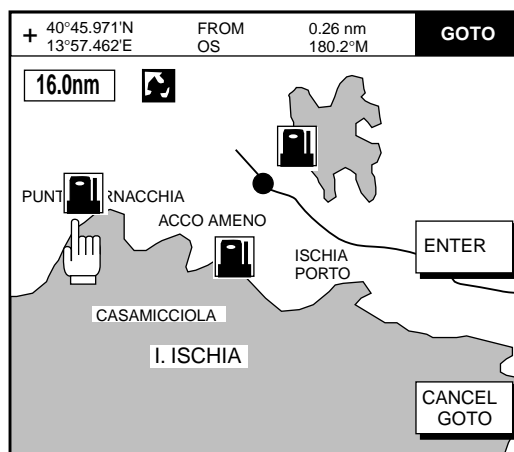 + 40°45.971'N FROM 0.26 nm GOTO
13°57.462'E OS 180.2°M
16.0nm
PUNT RNACCHIA
ACCO AMENO
ISCHIA
PORTO
ENTER
CASAMICCIOLA
I. ISCHIA
CANCEL
GOTO